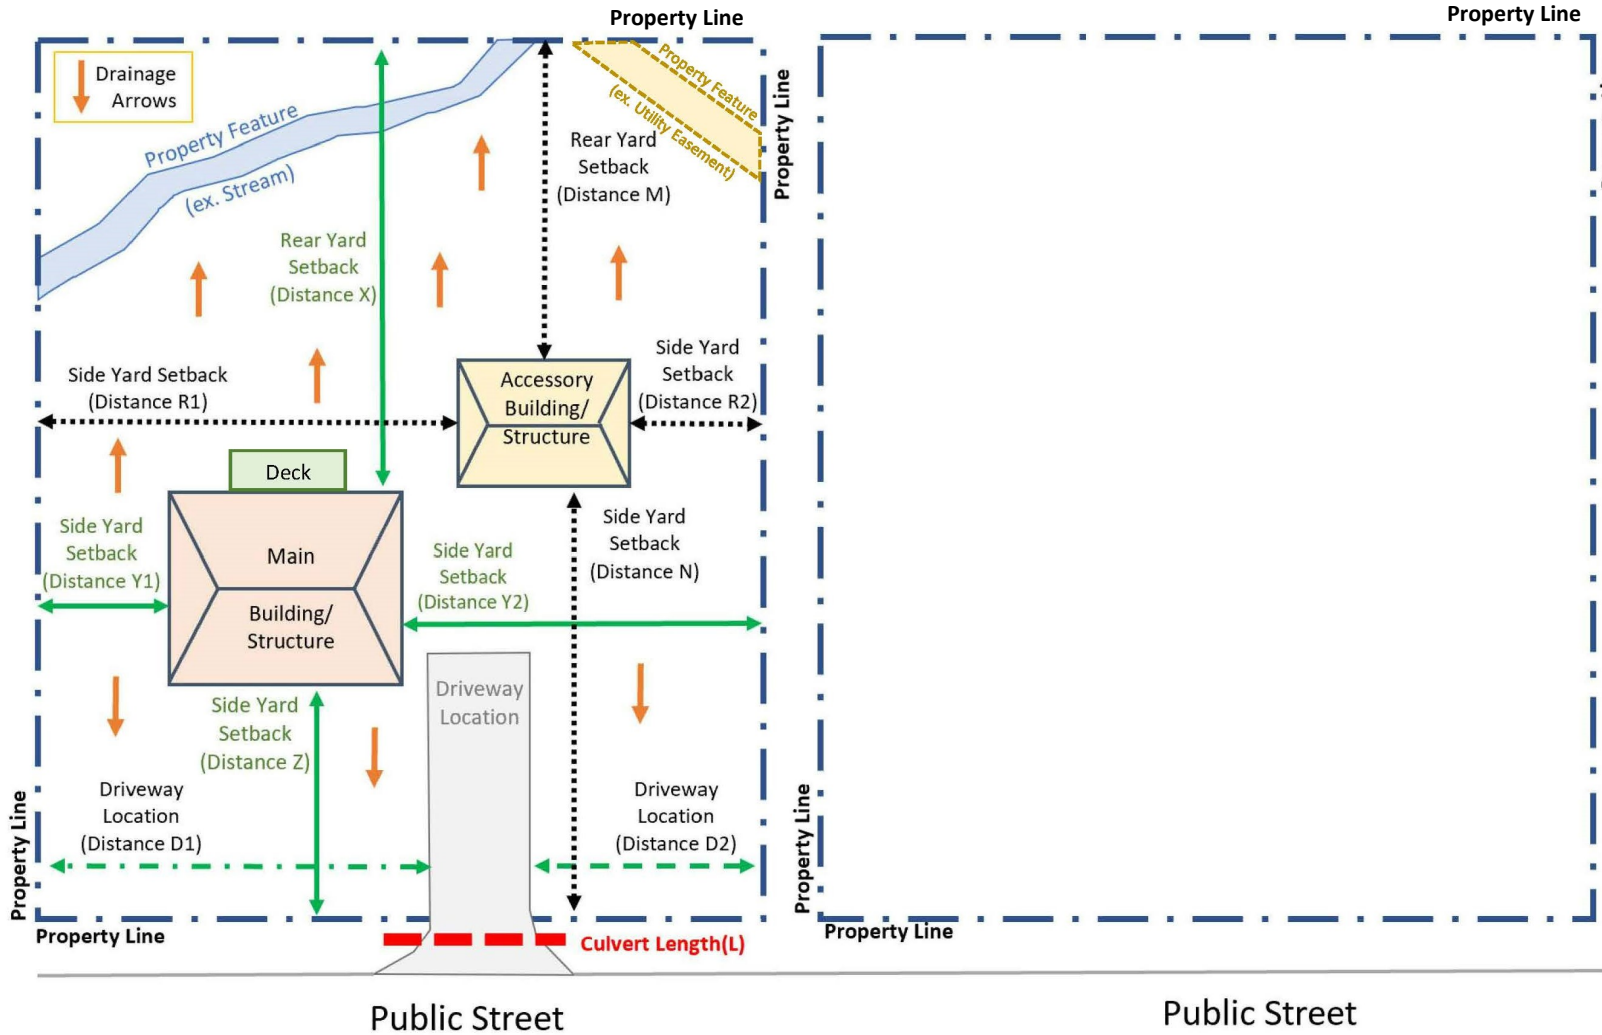 Property Line
Property Line
Drainage
Arrows
Property Feature
(ex. Utility Easement)
Property Line
Property Feature
(ex. Stream)
Rear Yard
Setback
(Distance M)
Rear Yard
Setback
(Distance X)
Side Yard Setback
(Distance R1)
Accessory
Building/
Structure
Side Yard
Setback
(Distance R2)
Deck
Side Yard
Setback
(Distance Y1)
Main
Building/
Structure
Side Yard
Setback
(Distance Y2)
Side Yard
Setback
(Distance N)
Driveway
Location
Side Yard
Setback
(Distance Z)
Driveway
Location
(Distance D1)
Driveway
Location
(Distance D2)
Property Line
Property Line
Property Line
Culvert Length(L)
Property Line
Public Street
Public Street